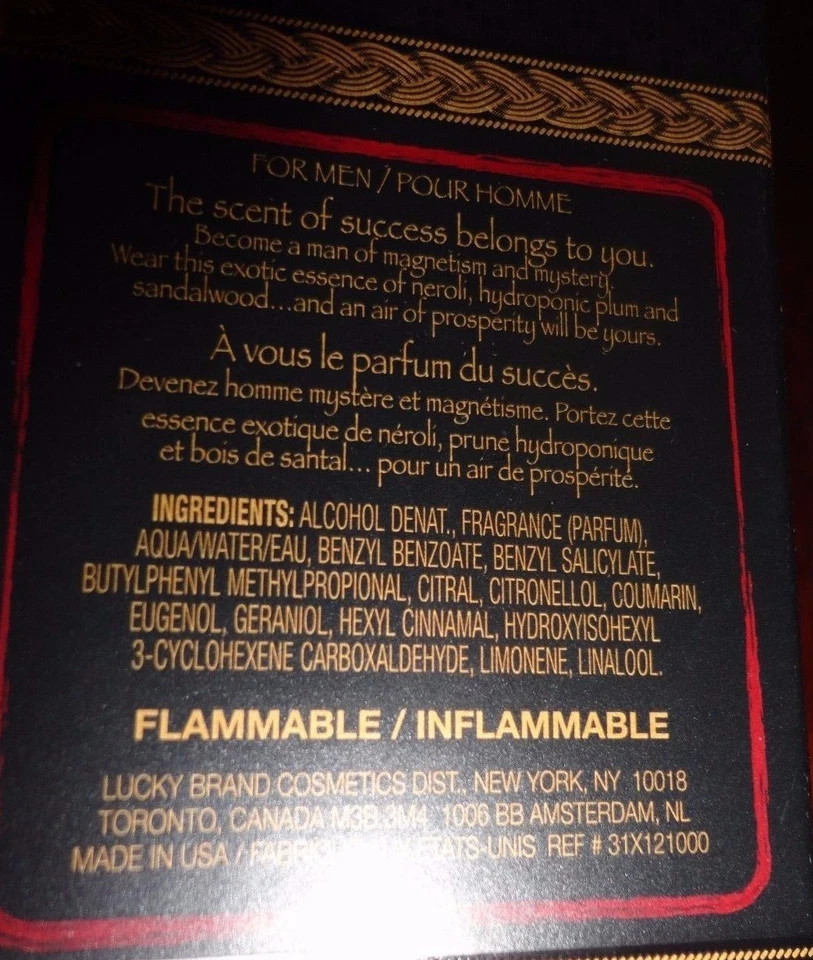 FOR MEN / POUR HOMME
The scent of success belongs to you.
Become a man of magnetism and mystery.
Wear this exotic essence of neroli, hydroponic plum and
sandalwood...and an air of prosperity will be yours.
À vous le parfum du succès.
Devenez homme mystère et magnétisme. Portez cette
essence exotique de néroli, prune hydroponique
et bois de santal... pour un air de prospérité.
INGREDIENTS: ALCOHOL DENAT., FRAGRANCE (PARFUM),
AQUA/WATER/EAU, BENZYL BENZOATE, BENZYL SALICYLATE,
BUTYLPHENYL METHYLPROPIONAL, CITRAL, CITRONELLOL, COUMARIN,
EUGENOL, GERANIOL, HEXYL CINNAMAL, HYDROXYISOHEXYL
3-CYCLOHEXENE CARBOXALDEHYDE, LIMONENE, LINALOOL.
FLAMMABLE / INFLAMMABLE
LUCKY BRAND COSMETICS DIST., NEW YORK, NY 10018
TORONTO, CANADA M3B 3M4 1006 BB AMSTERDAM, NL
MADE IN USA / ETATS-UNIS REF # 31X121000